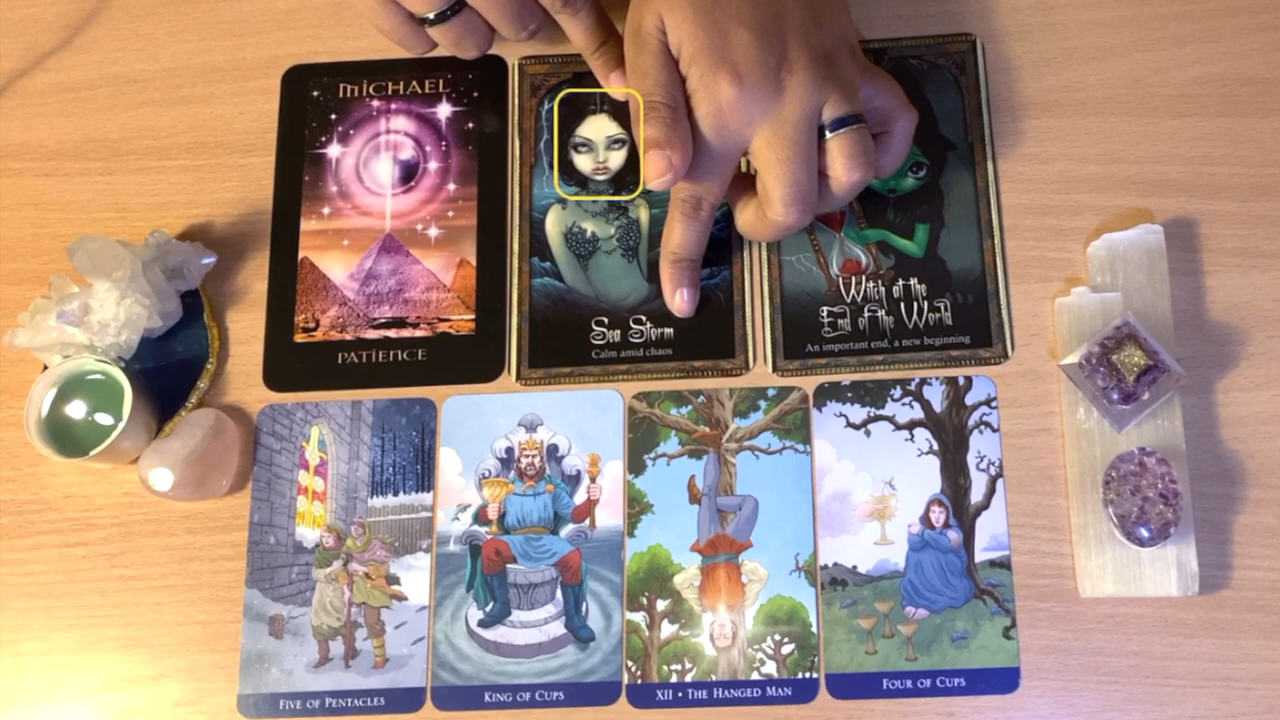 MICHAEL
PATIENCE
Sea Storm
Calm amid chaos
Witch at the
End of the World
An important end, a new beginning
FIVE OF PENTACLES
KING OF CUPS
XII • THE HANGED MAN
FOUR OF CUPS